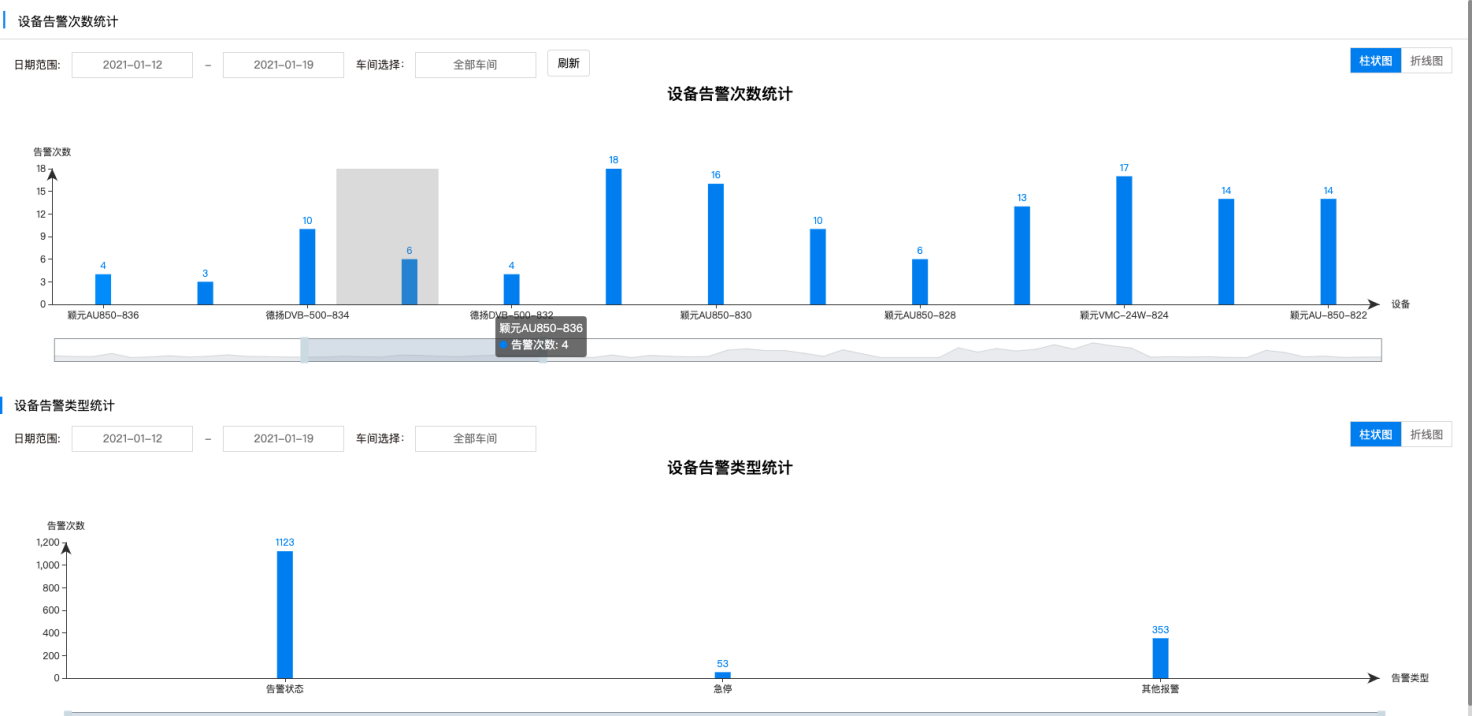 设备告警次数统计
日期范围: 2021-01-12 - 2021-01-19 车间选择: 全部车间 刷新 柱状图 折线图
设备告警次数统计
告警次数
18
15
12
9
6
3
0
4 3 10 6 4 18 16 10 6 13 17 14 14
颖元AU850-836 德扬DVB-500-834 德扬DVB-500-832 颖元AU850-830 颖元AU850-828 颖元VMC-24W-824 颖元AU-850-822 设备
颖元AU850-836
告警次数: 4
设备告警类型统计
日期范围: 2021-01-12 - 2021-01-19 车间选择: 全部车间 柱状图 折线图
设备告警类型统计
告警次数
1,200
1,000
800
600
400
200
0
1123 53 353
告警状态 急停 其他报警 告警类型